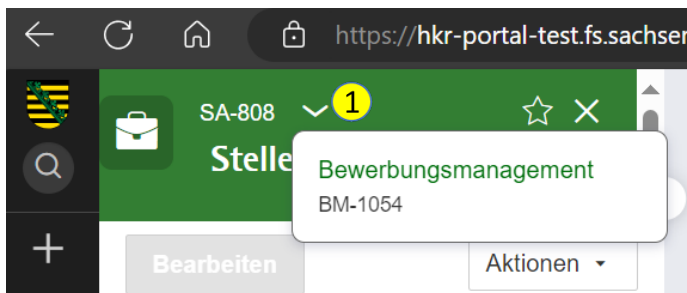 https://hkr-portal-test.fs.sachsen
SA-808
1
Stelle
Bewerbungsmanagement
BM-1054
Bearbeiten
Aktionen